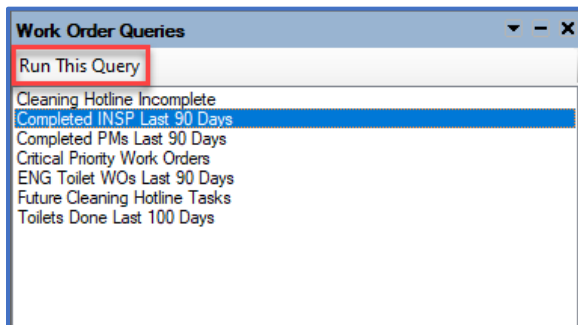 Work Order Queries
Run This Query
Cleaning Hotline Incomplete
Completed INSP Last 90 Days
Completed PMs Last 90 Days
Critical Priority Work Orders
ENG Toilet WOs Last 90 Days
Future Cleaning Hotline Tasks
Toilets Done Last 100 Days